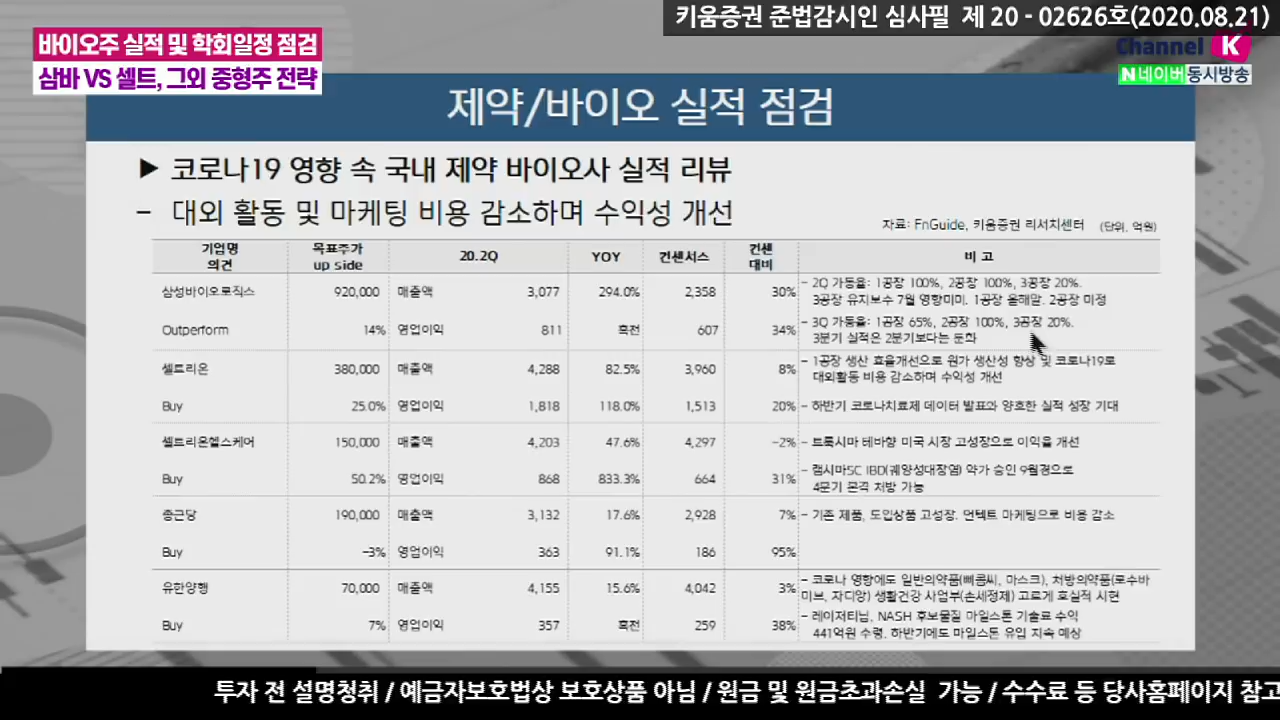 키움증권 준법감시인 심사필 제 20 - 02626호(2020.08.21)
바이오주 실적 및 학회일정 점검
삼바 VS 셀트, 그외 중형주 전략
Channel K
N 네이버 동시방송
제약/바이오 실적 점검
▶ 코로나19 영향 속 국내 제약 바이오사 실적 리뷰
- 대외 활동 및 마케팅 비용 감소하며 수익성 개선
자료: FnGuide, 키움증권 리서치센터 (단위, 억원)
기업명 의견 목표주가 up side 20.2Q YOY 컨센서스 컨센 대비 비 고
삼성바이오로직스 920,000 매출액 3,077 294.0% 2,358 30%
- 2Q 가동율: 1공장 100%, 2공장 100%, 3공장 20%.
3공장 유지보수 7월 영향미미. 1공장 올해말. 2공장 미정
Outperform 14% 영업이익 811 흑전 607 34%
- 3Q 가동율: 1공장 65%, 2공장 100%, 3공장 20%.
3분기 실적은 2분기보다는 둔화
셀트리온 380,000 매출액 4,288 82.5% 3,960 8%
- 1공장 생산 효율개선으로 원가 생산성 향상 및 코로나19로
대외활동 비용 감소하며 수익성 개선
Buy 25.0% 영업이익 1,818 118.0% 1,513 20% - 하반기 코로나치료제 데이터 발표와 양호한 실적 성장 기대
셀트리온헬스케어 150,000 매출액 4,203 47.6% 4,297 -2% - 트룩시마 테바향 미국 시장 고성장으로 이익율 개선
Buy 50.2% 영업이익 868 833.3% 664 31%
- 램시마SC IBD(궤양성대장염) 약가 승인 9월경으로
4분기 본격 처방 가능
종근당 190,000 매출액 3,132 17.6% 2,928 7% - 기존 제품, 도입상품 고성장. 언택트 마케팅으로 비용 감소
Buy -3% 영업이익 363 91.1% 186 95%
유한양행 70,000 매출액 4,155 15.6% 4,042 3%
- 코로나 영향에도 일반의약품(삐콤씨, 마스크), 처방의약품(로수바
미브, 자디앙) 생활건강 사업부(손세정제) 고르게 호실적 시현
Buy 7% 영업이익 357 흑전 259 38%
- 레이저티닙, NASH 후보물질 마일스톤 기술료 수익
441억원 수령. 하반기에도 마일스톤 유입 지속 예상
투자 전 설명청취 / 예금자보호법상 보호상품 아님 / 원금 및 원금초과손실 가능 / 수수료 등 당사홈페이지 참고